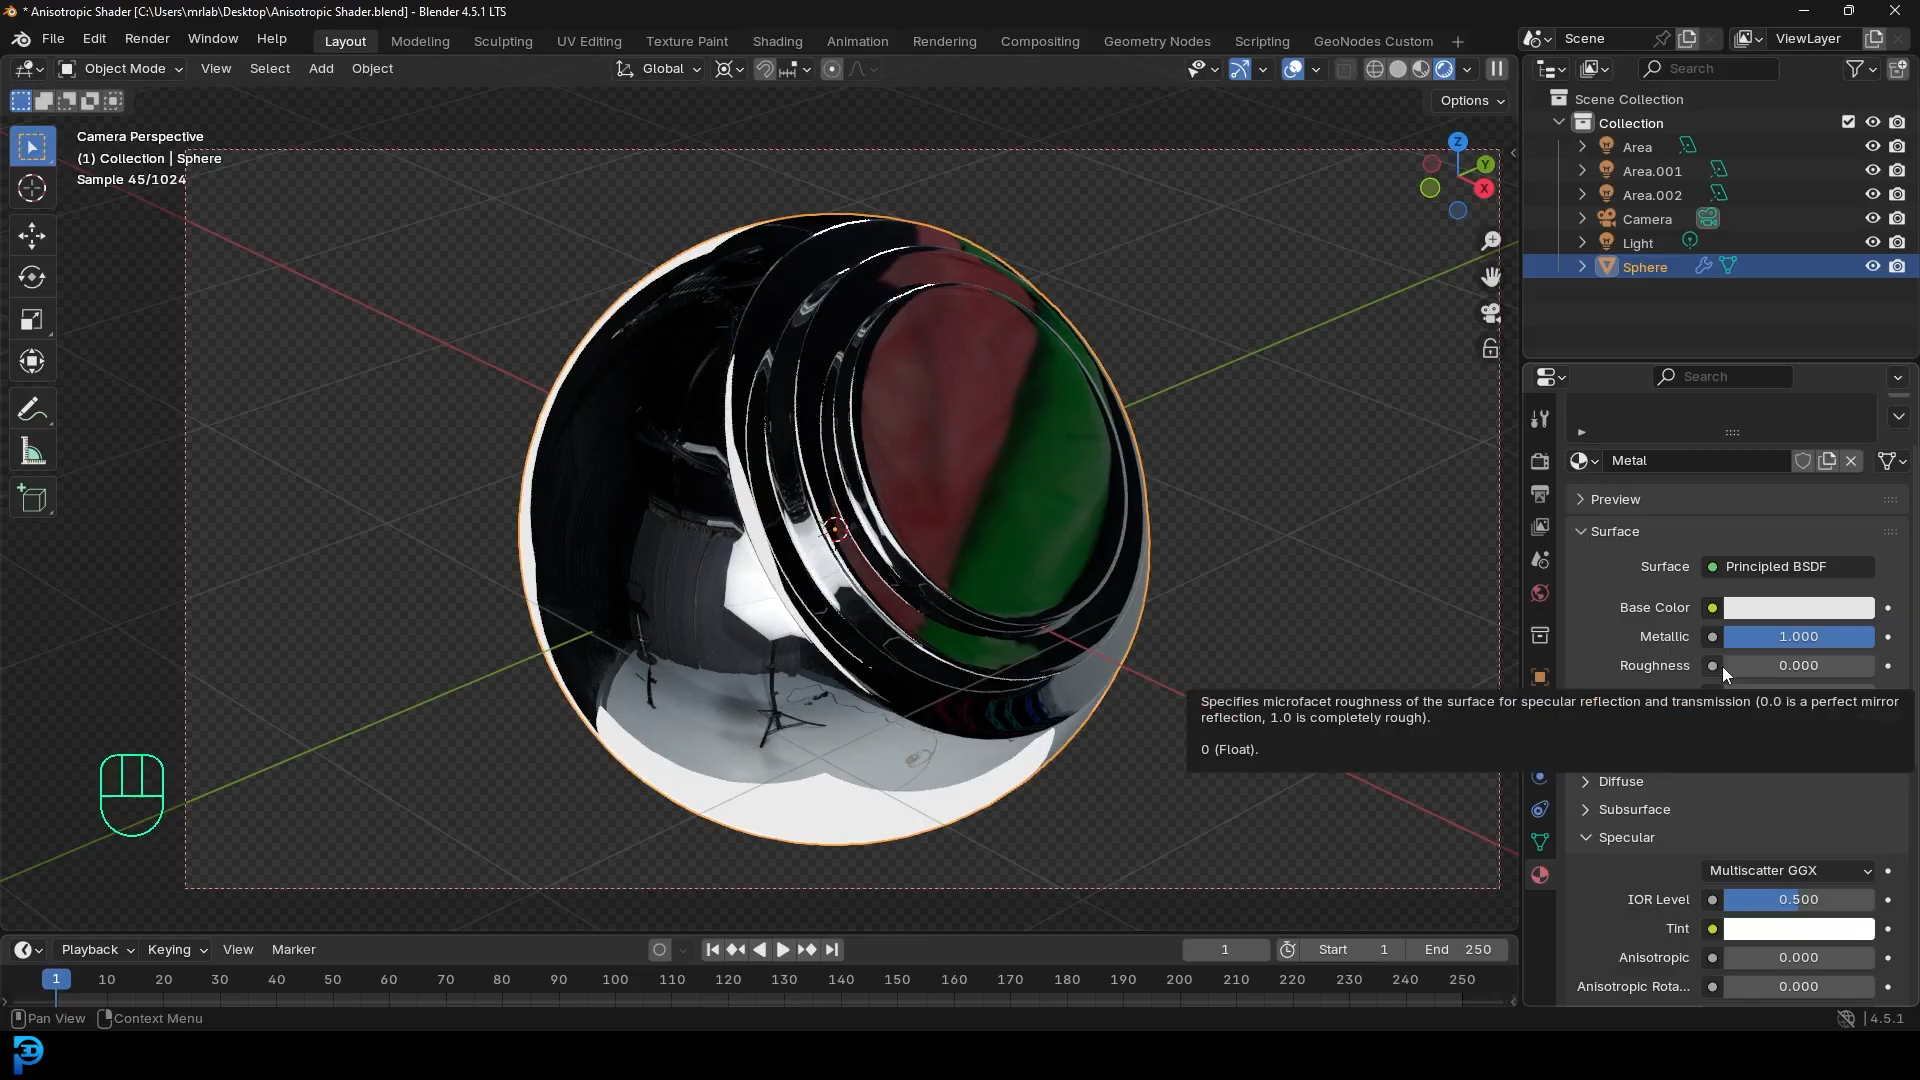 * Anisotropic Shader [C:\Users\mrlab\Desktop\Anisotropic Shader.blend] - Blender 4.5.1 LTS
File Edit Render Window Help
Layout Modeling Sculpting UV Editing Texture Paint Shading Animation Rendering Compositing Geometry Nodes Scripting GeoNodes Custom +
Scene ViewLayer
Object Mode View Select Add Object
Global
Search
Options
Camera Perspective
(1) Collection | Sphere
Sample 45/1024
Z
Y
X
Scene Collection
Collection
Area
Area.001
Area.002
Camera
Light
Sphere
Search
Metal
Preview
Surface
Surface Principled BSDF
Base Color
Metallic 1.000
Roughness 0.000
Specifies microfacet roughness of the surface for specular reflection and transmission (0.0 is a perfect mirror
reflection, 1.0 is completely rough).
0 (Float).
Diffuse
Subsurface
Specular
Multiscatter GGX
IOR Level 0.500
Tint
Anisotropic 0.000
Anisotropic Rota... 0.000
Playback Keying View Marker
1 Start 1 End 250
1 10 20 30 40 50 60 70 80 90 100 110 120 130 140 150 160 170 180 190 200 210 220 230 240 250
Pan View Context Menu
4.5.1
3D